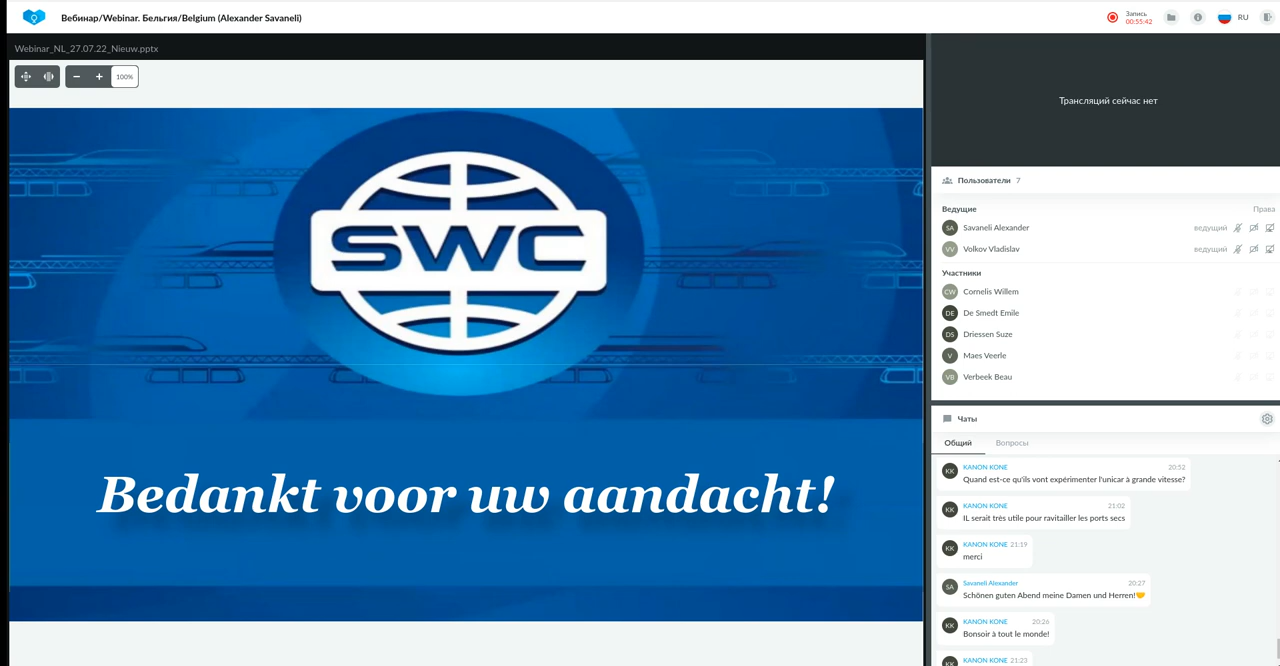 Вебинар/Webinar. Бельгия/Belgium (Alexander Savaneli)
Запись
00:55:42
RU
Webinar_NL_27.07.22_Nieuw.pptx
100%
SWC
Bedankt voor uw aandacht!
Трансляций сейчас нет
Пользователи 7
Ведущие Права
SA Savaneli Alexander ведущий
VV Volkov Vladislav ведущий
Участники
CW Cornelis Willem
DE De Smedt Emile
DS Driessen Suze
V Maes Veerle
VB Verbeek Beau
Чаты
Общий Вопросы
KK KANON KONE 20:52
Quand est-ce qu'ils vont expérimenter l'unicar à grande vitesse?
KK KANON KONE 21:02
IL serait très utile pour ravitailler les ports secs
KK KANON KONE 21:19
merci
SA Savaneli Alexander 20:27
Schönen guten Abend meine Damen und Herren!🤝
KK KANON KONE 20:26
Bonsoir à tout le monde!
KK KANON KONE 21:23